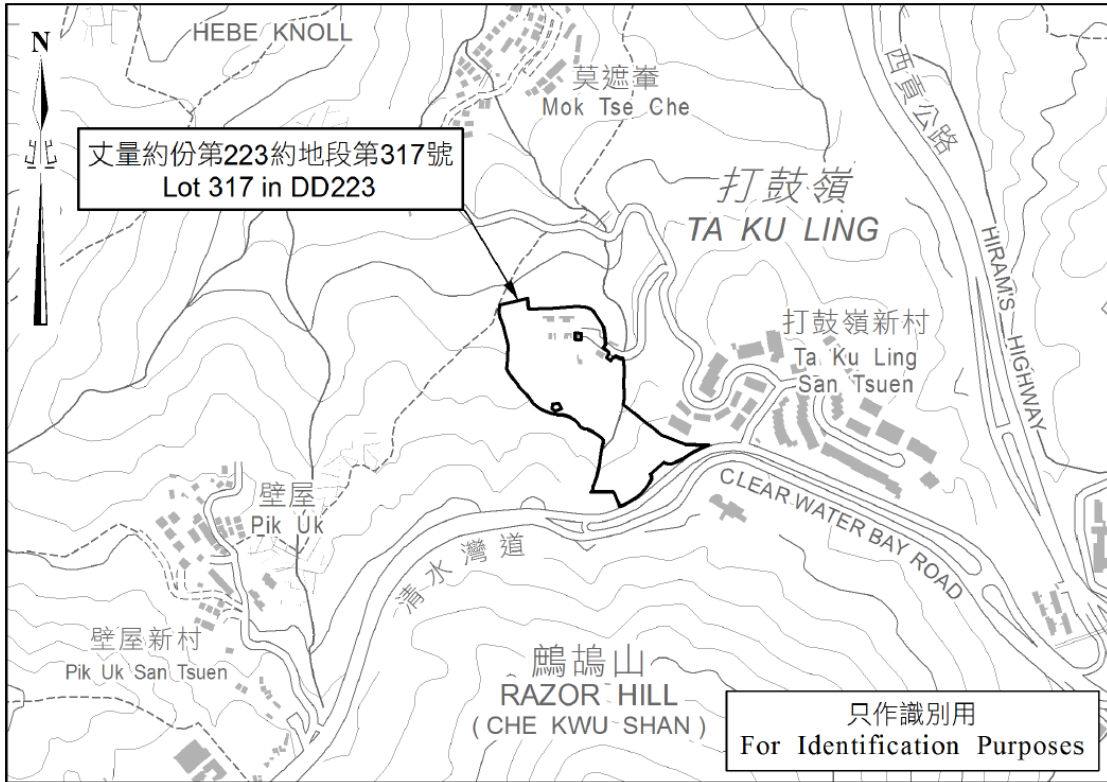 N
HEBE KNOLL
莫遮輋
Mok Tse Che
西貢公路
丈量約份第223約地段第317號
Lot 317 in DD223
打鼓嶺
TA KU LING
HIRAM'S HIGHWAY
打鼓嶺新村
Ta Ku Ling
San Tsuen
壁屋
Pik Uk
CLEAR WATER BAY ROAD
清水灣道
壁屋新村
Pik Uk San Tsuen
鷓鴣山
RAZOR HILL
( CHE KWU SHAN )
只作識別用
For Identification Purposes